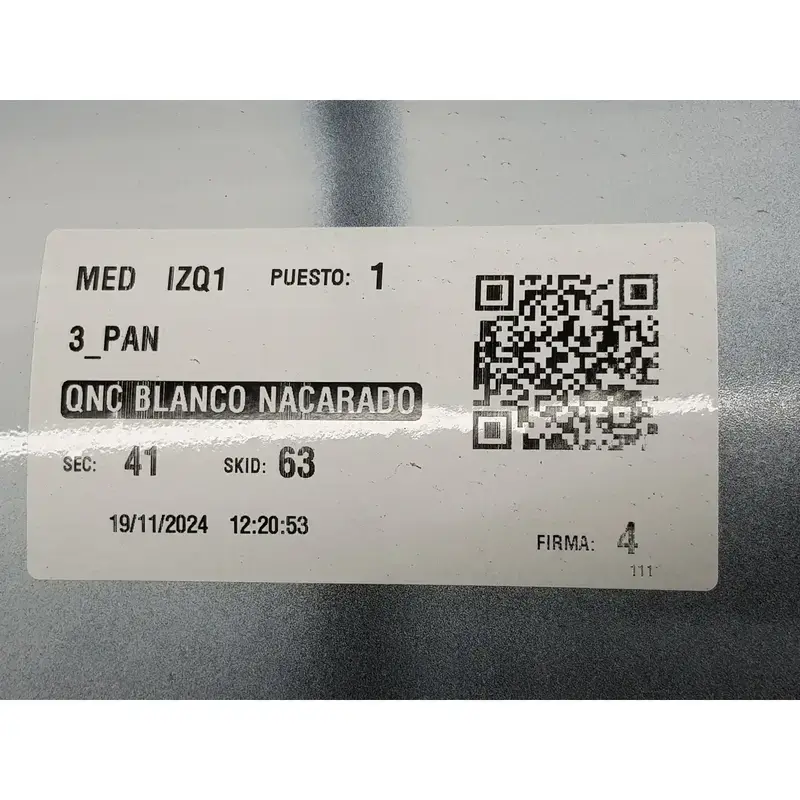 MED IZQ1 PUESTO: 1
3_PAN
QNC BLANCO NACARADO
SEC: 41 SKID: 63
19/11/2024 12:20:53
FIRMA: 4
111